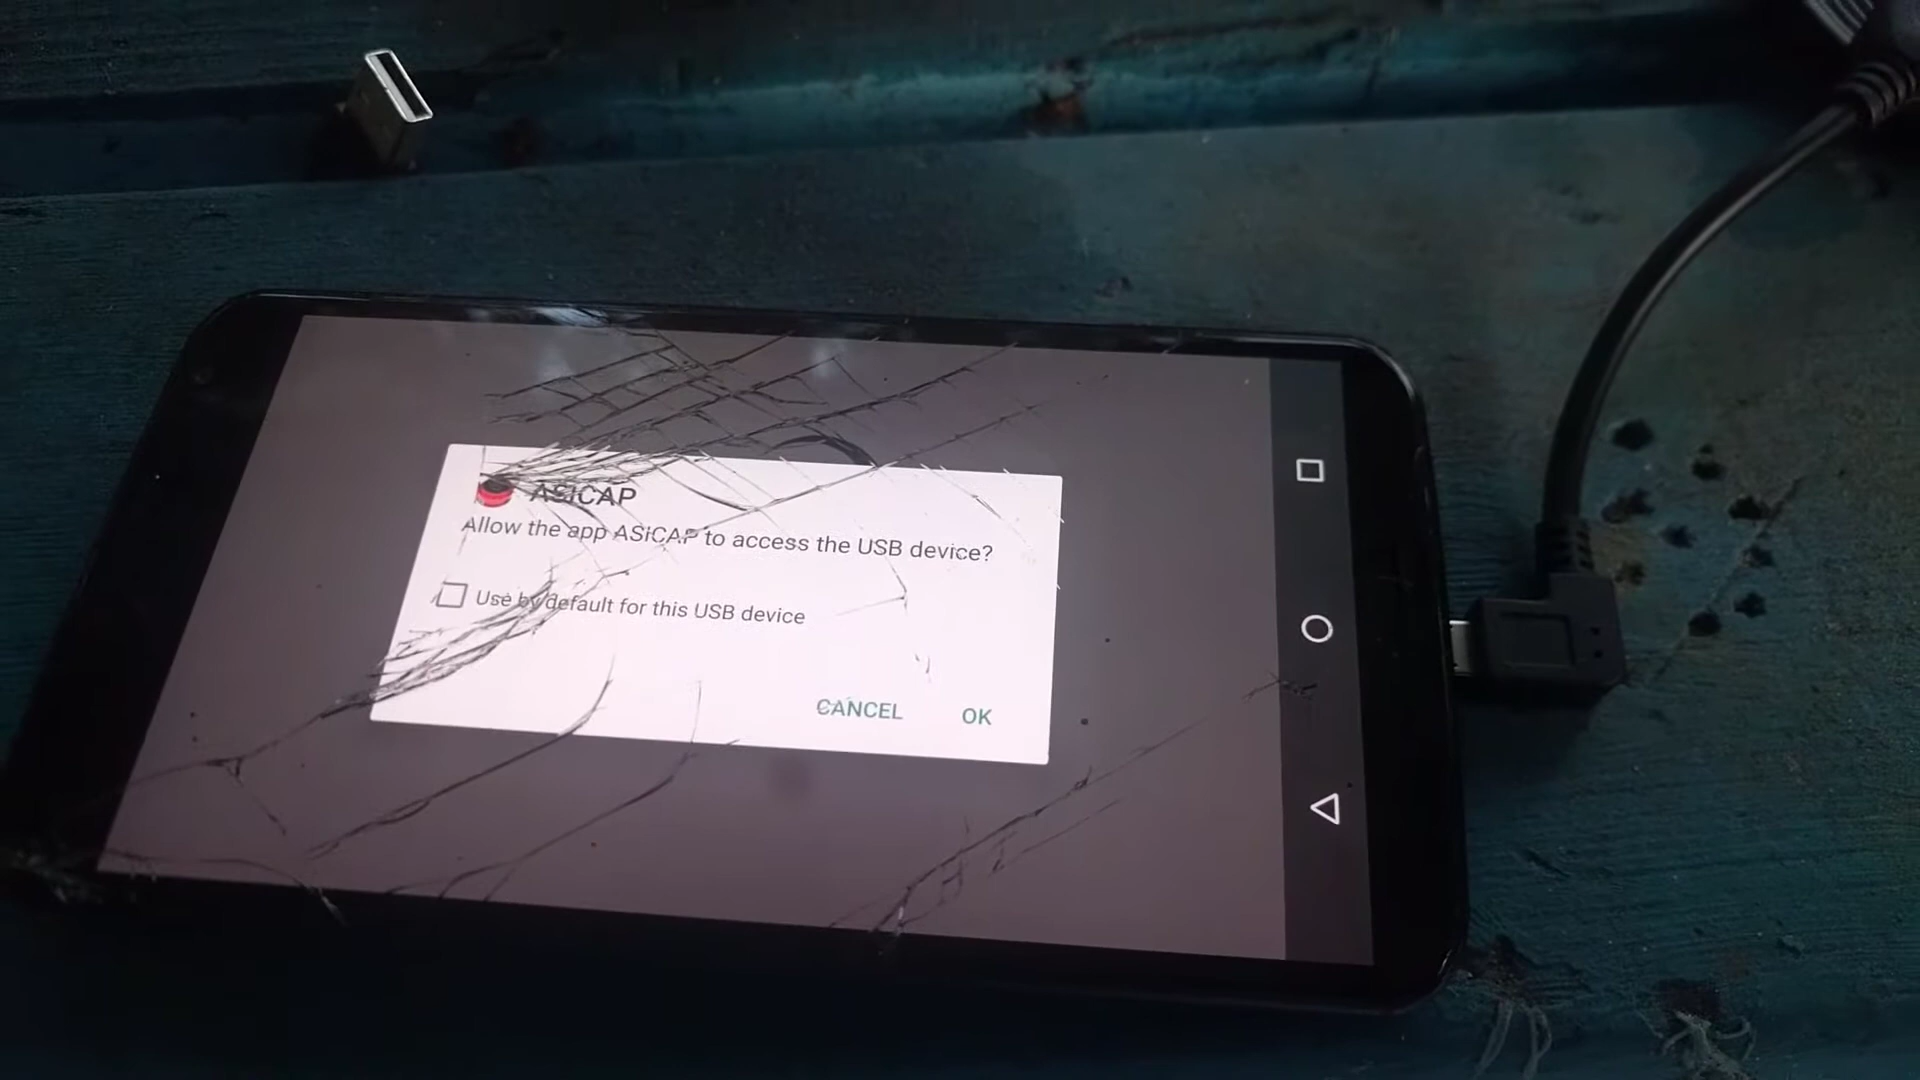 ASiCAP
Allow the app ASiCAP to access the USB device?
Use by default for this USB device
CANCEL OK